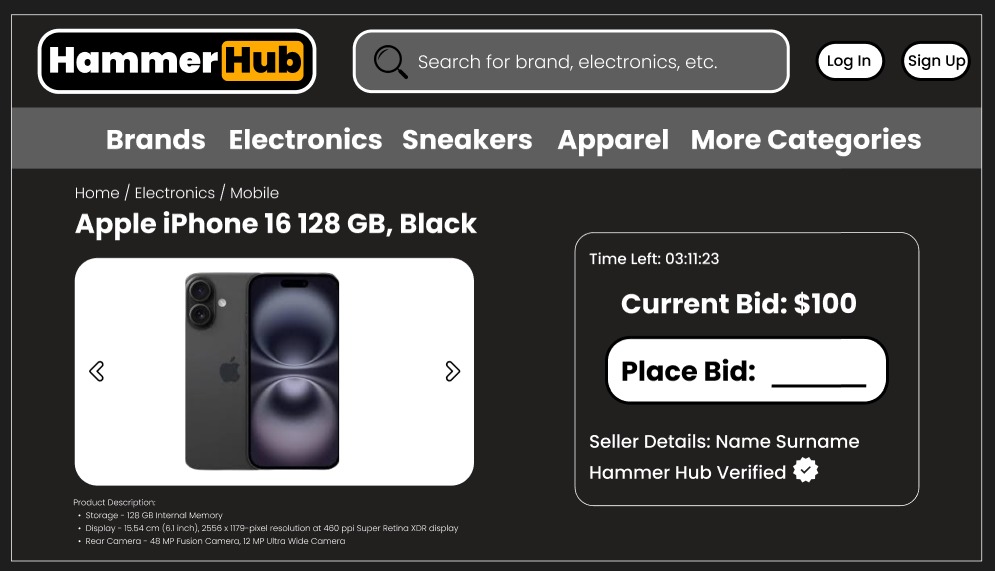 HammerHub
Search for brand, electronics, etc.
Log In
Sign Up
Brands Electronics Sneakers Apparel More Categories
Home / Electronics / Mobile
Apple iPhone 16 128 GB, Black
Time Left: 03:11:23
Current Bid: $100
Place Bid: ________
Seller Details: Name Surname
Hammer Hub Verified
Product Description:
• Storage - 128 GB Internal Memory
• Display - 15.54 cm (6.1 inch), 2556 x 1179-pixel resolution at 460 ppi Super Retina XDR display
• Rear Camera - 48 MP Fusion Camera, 12 MP Ultra Wide Camera